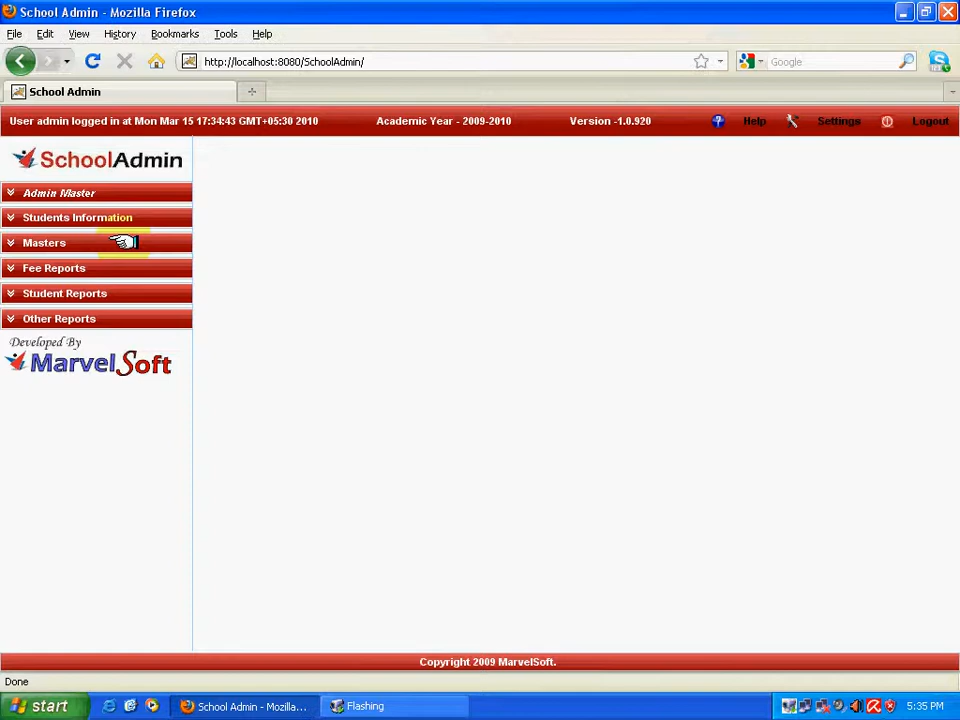 School Admin - Mozilla Firefox
File Edit View History Bookmarks Tools Help
http://localhost:8080/SchoolAdmin/
Google
School Admin
User admin logged in at Mon Mar 15 17:34:43 GMT+05:30 2010 Academic Year - 2009-2010 Version -1.0.920 Help Settings Logout
SchoolAdmin
Admin Master
Students Information
Masters
Fee Reports
Student Reports
Other Reports
Developed By
MarvelSoft
Copyright 2009 MarvelSoft.
Done
start School Admin - Mozilla... Flashing 5:35 PM